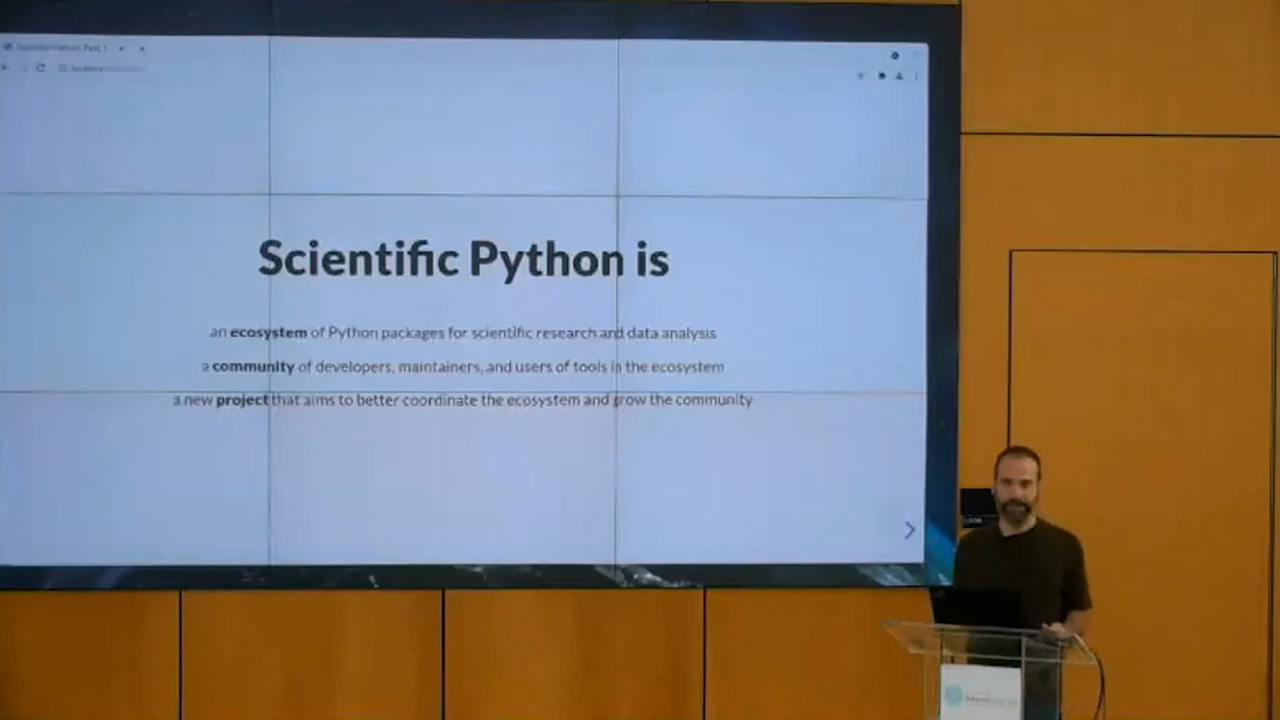 Scientific Python is
an ecosystem of Python packages for scientific research and data analysis
a community of developers, maintainers, and users of tools in the ecosystem
a new project that aims to better coordinate the ecosystem and grow the community